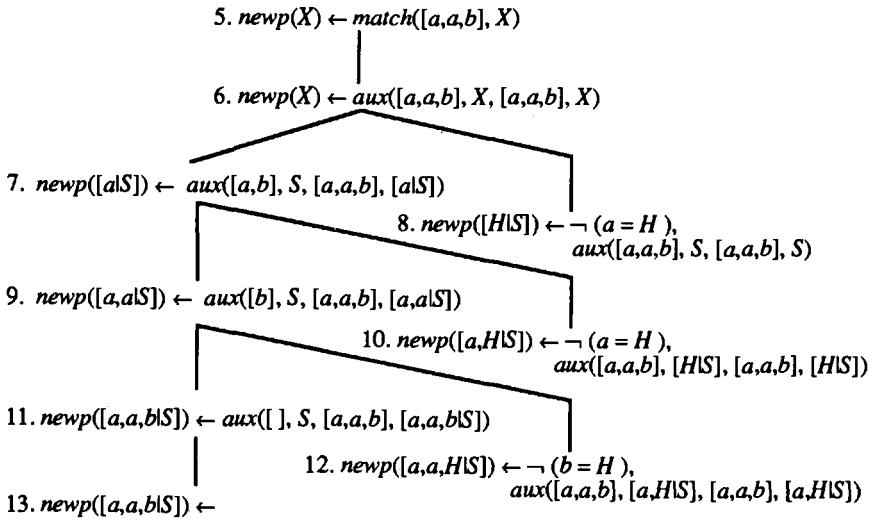 5. newp(X) ← match([a,a,b], X)
6. newp(X) ← aux([a,a,b], X, [a,a,b], X)
7. newp([a|S]) ← aux([a,b], S, [a,a,b], [a|S])
8. newp([H|S]) ← ¬ (a = H ),
aux([a,a,b], S, [a,a,b], S)
9. newp([a,a|S]) ← aux([b], S, [a,a,b], [a,a|S])
10. newp([a,H|S]) ← ¬ (a = H ),
aux([a,a,b], [H|S], [a,a,b], [H|S])
11. newp([a,a,b|S]) ← aux([ ], S, [a,a,b], [a,a,b|S])
12. newp([a,a,H|S]) ← ¬ (b = H ),
aux([a,a,b], [a,H|S], [a,a,b], [a,H|S])
13. newp([a,a,b|S]) ←